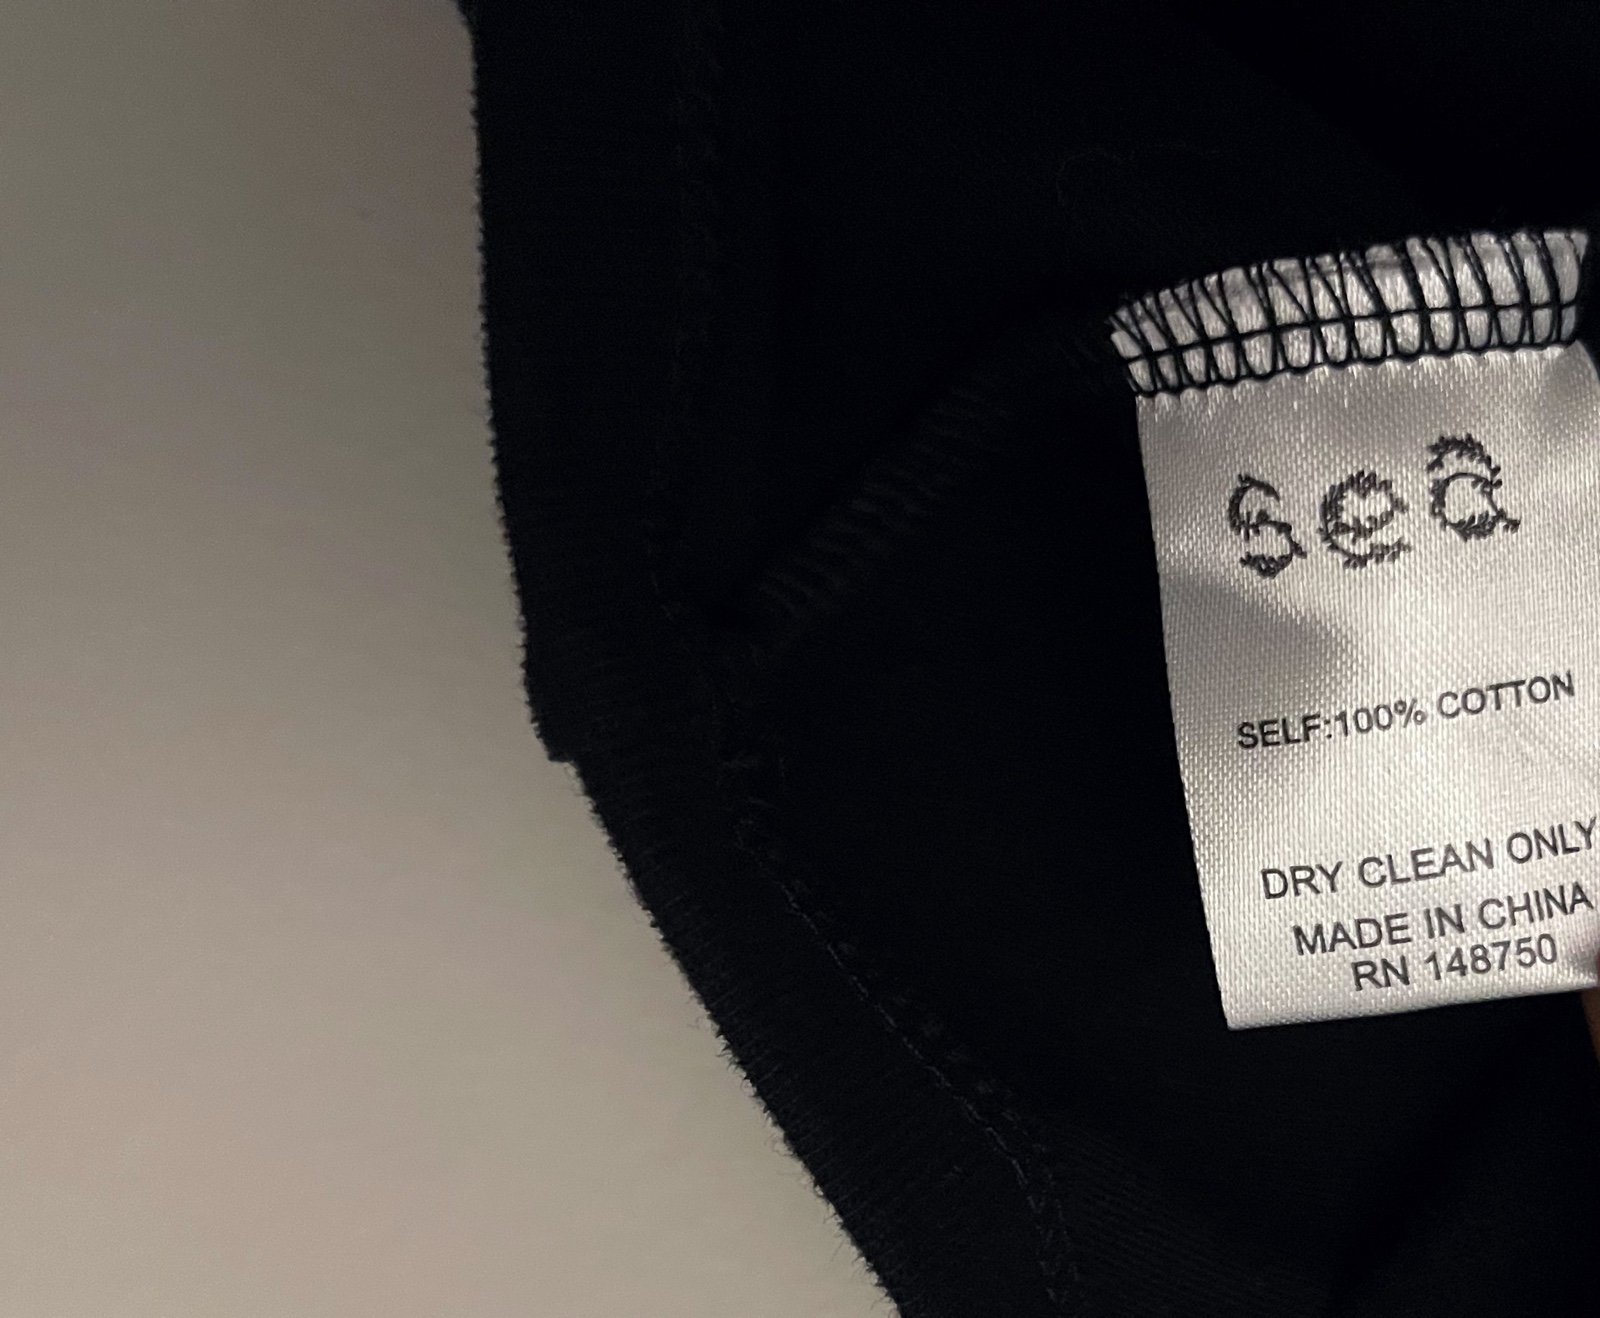 sea
SELF:100% COTTON
DRY CLEAN ONLY
MADE IN CHINA
RN 148750